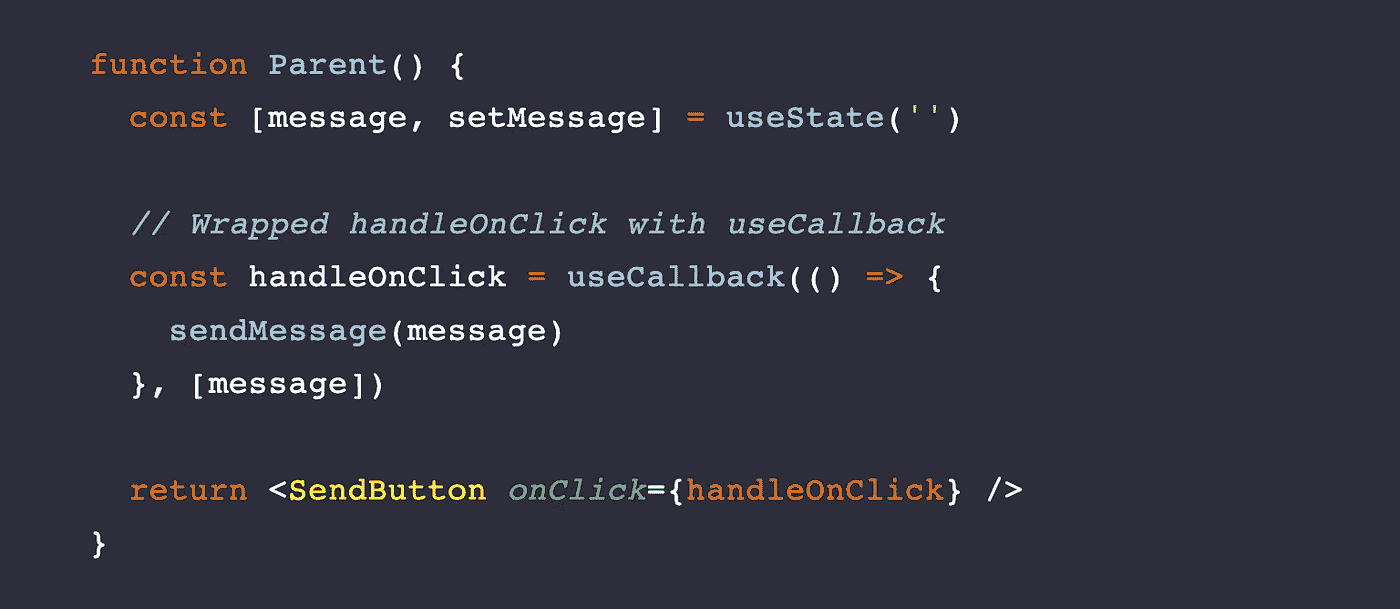 function Parent() {
  const [message, setMessage] = useState('')
  // Wrapped handleOnClick with useCallback
  const handleOnClick = useCallback(() => {
    sendMessage(message)
  }, [message])
  return <SendButton onClick={handleOnClick} />
}